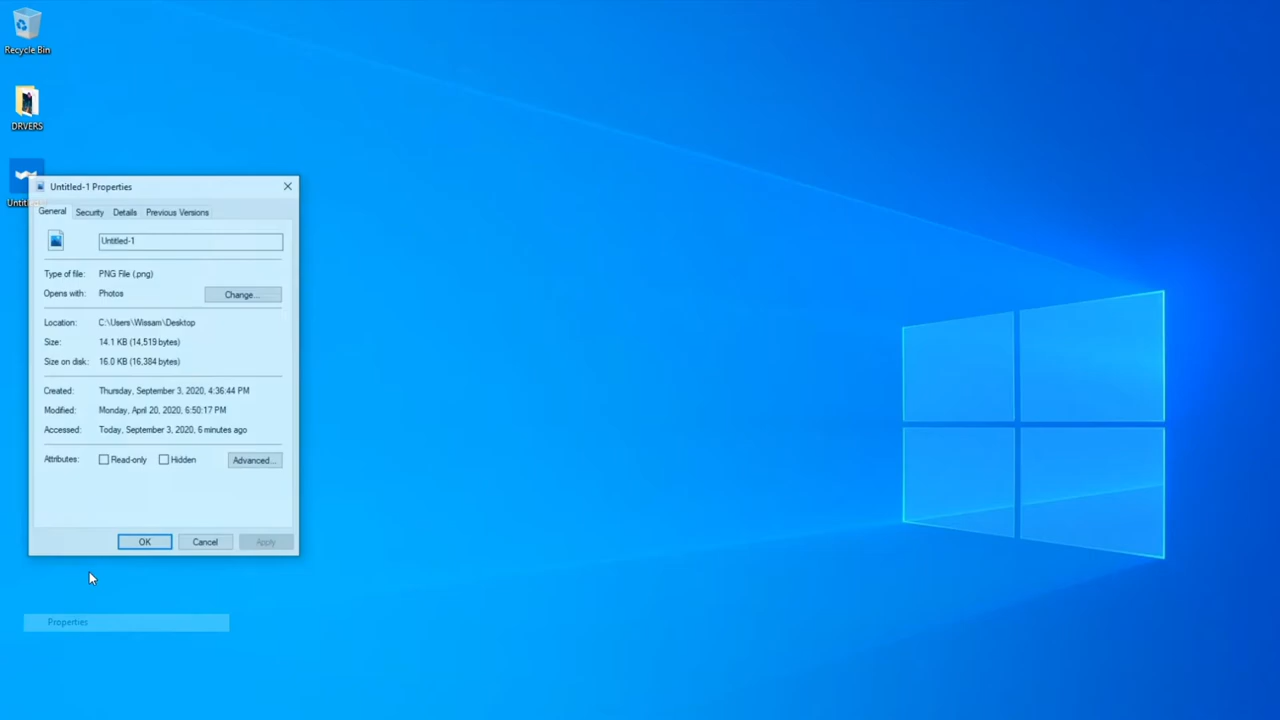 Recycle Bin
DRVERS
Untitled-1 Properties
General Security Details Previous Versions
Untitled-1
Type of file: PNG File (.png)
Opens with: Photos Change...
Location: C:\Users\Wissam\Desktop
Size: 14.1 KB (14,519 bytes)
Size on disk: 16.0 KB (16,384 bytes)
Created: Thursday, September 3, 2020, 4:36:44 PM
Modified: Monday, April 20, 2020, 6:50:17 PM
Accessed: Today, September 3, 2020, 6 minutes ago
Attributes: Read-only Hidden Advanced...
OK Cancel Apply
Properties